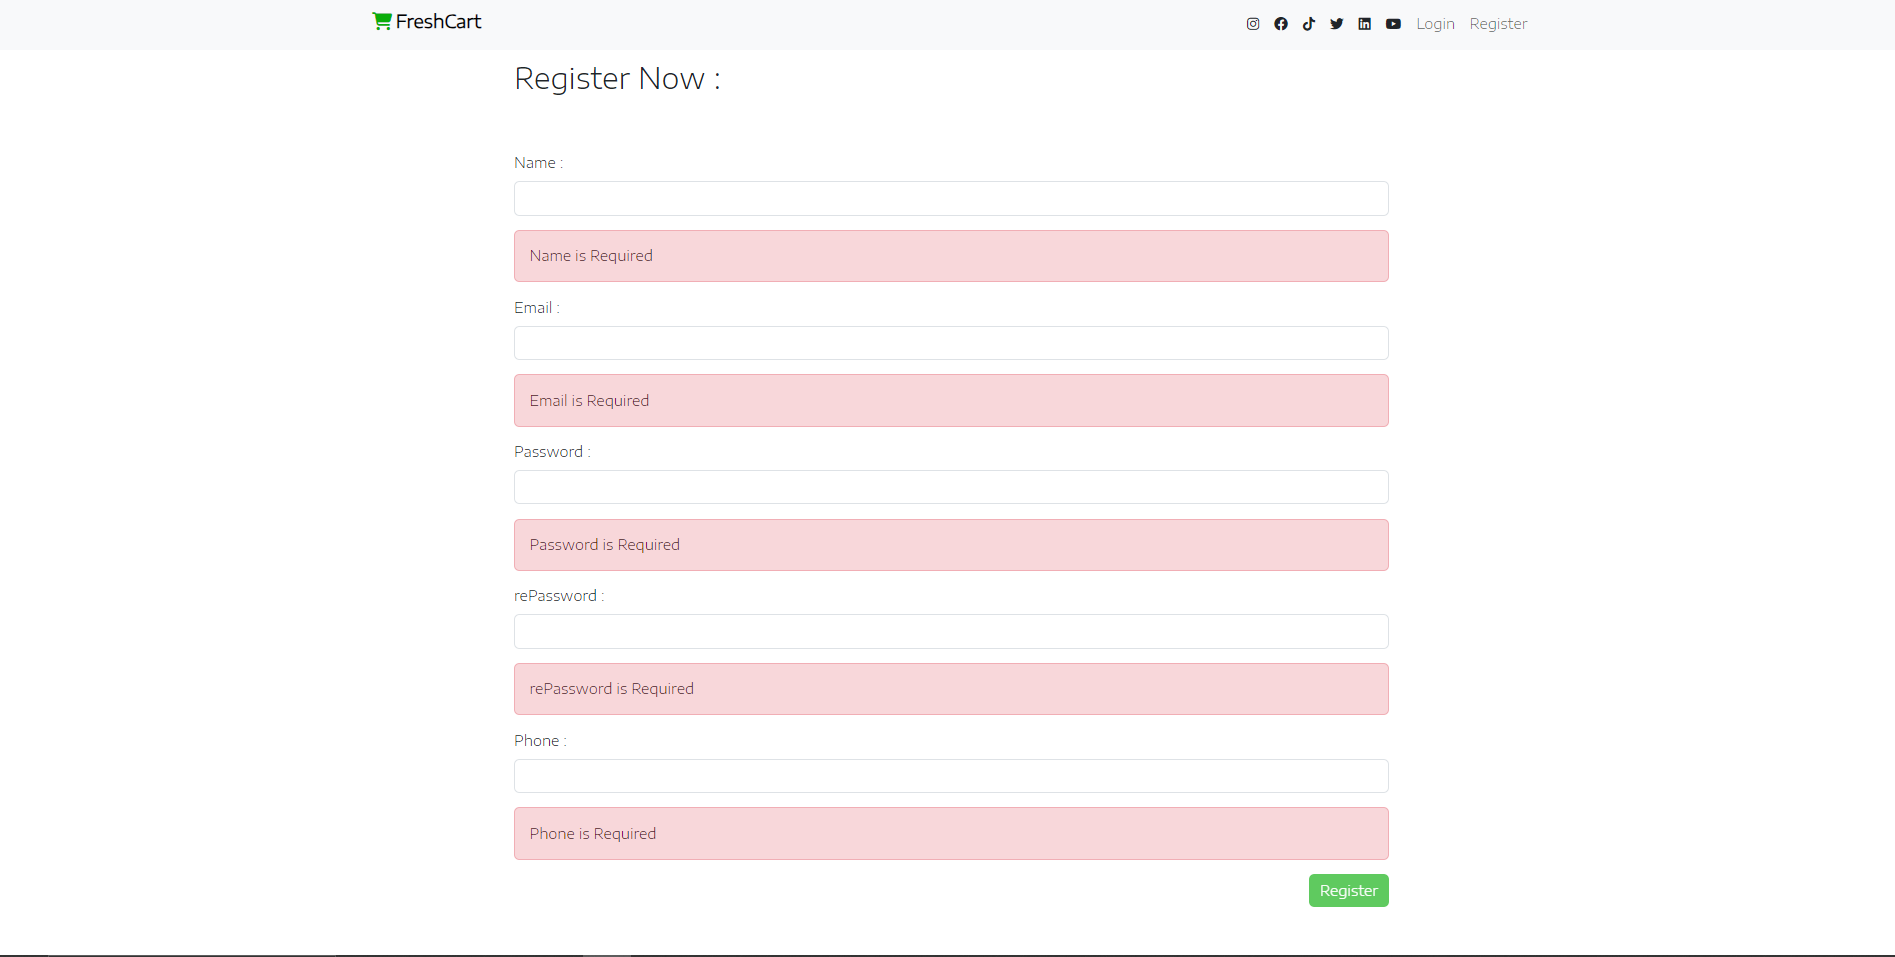 FreshCart
Login Register
Register Now :
Name :
Name is Required
Email :
Email is Required
Password :
Password is Required
rePassword :
rePassword is Required
Phone :
Phone is Required
Register